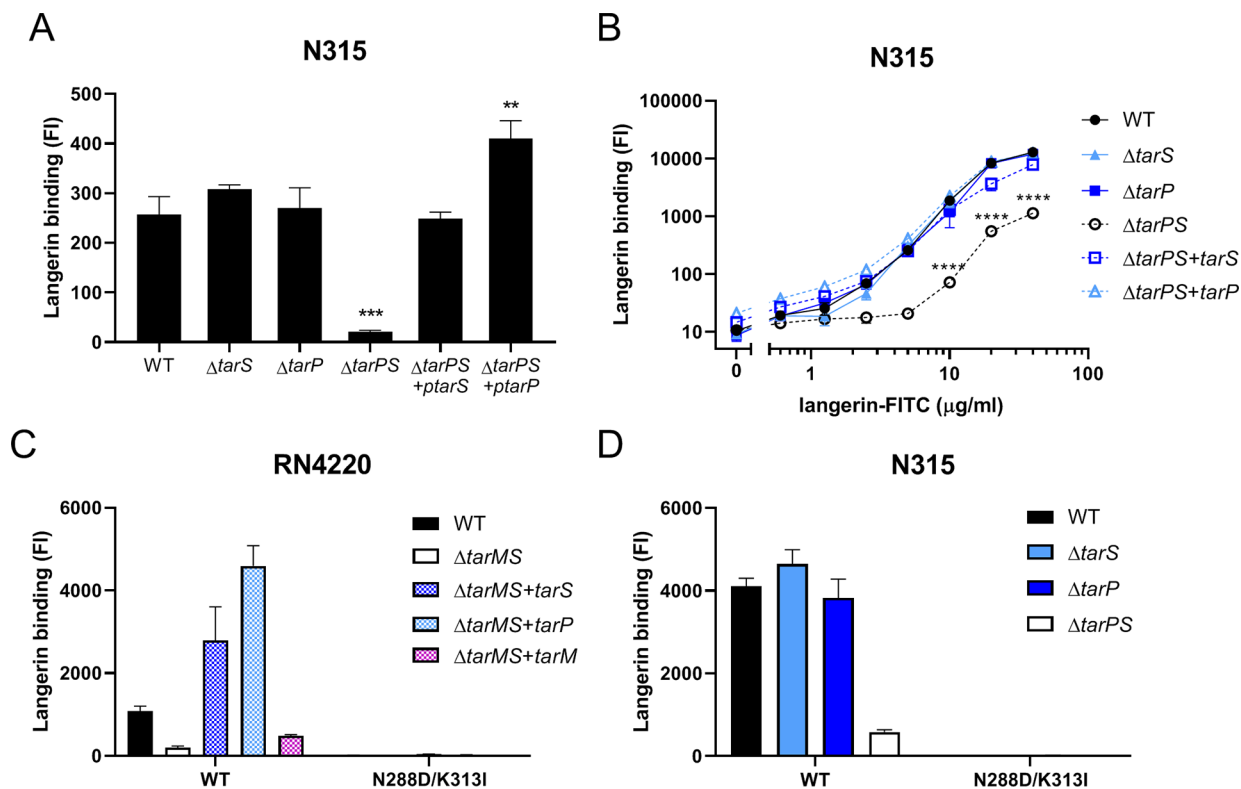 A
N315
Langerin binding (FI)
500
400
300
200
100
0
***
**
WT
ΔtarS
ΔtarP
ΔtarPS
ΔtarPS
+ptarS
ΔtarPS
+ptarP
B
N315
Langerin binding (FI)
100000
10000
1000
100
10
****
****
****
0
1
10
100
langerin-FITC (μg/ml)
WT
ΔtarS
ΔtarP
ΔtarPS
ΔtarPS+tarS
ΔtarPS+tarP
C
RN4220
Langerin binding (FI)
6000
4000
2000
0
WT
N288D/K313I
WT
ΔtarMS
ΔtarMS+tarS
ΔtarMS+tarP
ΔtarMS+tarM
D
N315
Langerin binding (FI)
6000
4000
2000
0
WT
N288D/K313I
WT
ΔtarS
ΔtarP
ΔtarPS